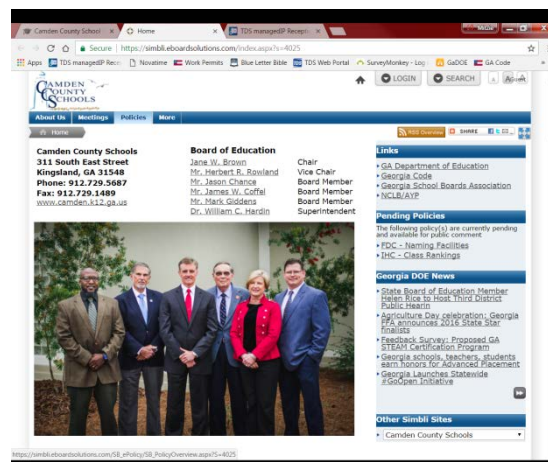 Camden County School
Home
TDS managedIP Recepti
Secure | https://simbli.eboardsolutions.com/index.aspx?s=4025
Apps
TDS managedIP Rece
Novatime
Work Permits
Blue Letter Bible
TDS Web Portal
SurveyMonkey - Log
GaDOE
GA Code
CAMDEN
COUNTY
SCHOOLS
LOGIN
SEARCH
About Us
Meetings
Policies
More
Home
RSS Overview
SHARE
Camden County Schools
311 South East Street
Kingsland, GA 31548
Phone: 912.729.5687
Fax: 912.729.1489
www.camden.k12.ga.us
Board of Education
Jane W. Brown Chair
Mr. Herbert R. Rowland Vice Chair
Mr. Jason Chance Board Member
Mr. James W. Coffel Board Member
Mr. Mark Giddens Board Member
Dr. William C. Hardin Superintendent
Links
GA Department of Education
Georgia Code
Georgia School Boards Association
NCLB/AYP
Pending Policies
The following policy(s) are currently pending
and available for public comment
FDC - Naming Facilities
IHC - Class Rankings
Georgia DOE News
State Board of Education Member
Helen Rice to Host Third District
Public Hearin
Agriculture Day celebration: Georgia
FFA announces 2016 State Star
finalists
Feedback Survey: Proposed GA
STEAM Certification Program
Georgia schools, teachers, students
earn honors for Advanced Placement
Georgia Launches Statewide
#GoOpen Initiative
Other Simbli Sites
Camden County Schools
https://simbli.eboardsolutions.com/SB_ePolicy/SB_PolicyOverview.aspx?S=4025